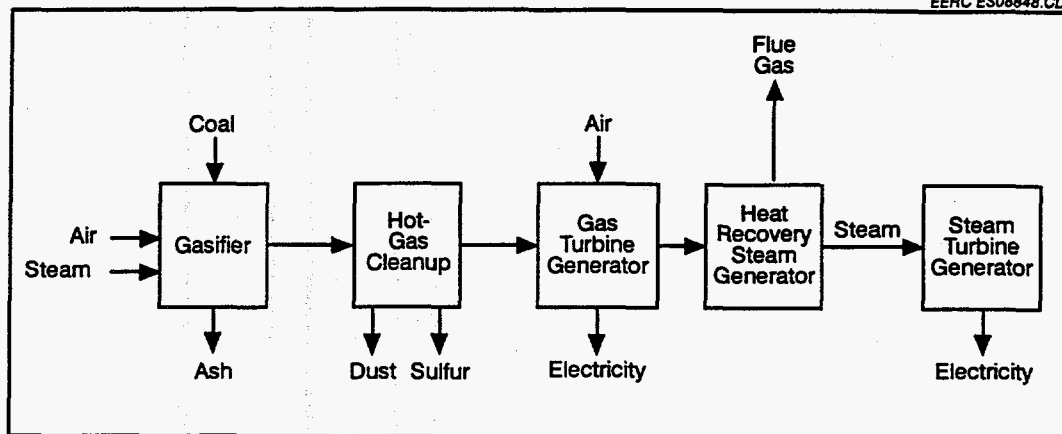 EERC ES08848.CD
Flue
Gas
Coal
Air
Air
Steam
Gasifier
Hot-
Gas
Cleanup
Gas
Turbine
Generator
Heat
Recovery
Steam
Generator
Steam
Steam
Turbine
Generator
Ash
Dust
Sulfur
Electricity
Electricity